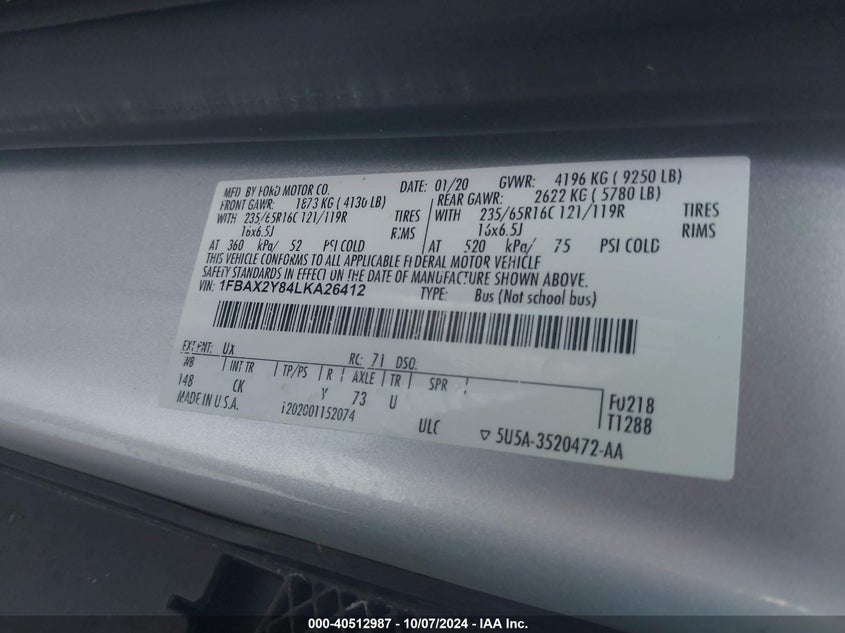 MFD. BY FORD MOTOR CO. DATE: 01/20 GVWR: 4196 KG ( 9250 LB)
FRONT GAWR: 1873 KG ( 4130 LB) REAR GAWR: 2622 KG ( 5780 LB)
WITH 235/65R16C 121/119R TIRES WITH 235/65R16C 121/119R TIRES
16x6.5J RIMS 16x6.5J RIMS
AT 360 kPa/ 52 PSI COLD AT 520 kPa/ 75 PSI COLD
THIS VEHICLE CONFORMS TO ALL APPLICABLE FEDERAL MOTOR VEHICLE
SAFETY STANDARDS IN EFFECT ON THE DATE OF MANUFACTURE SHOWN ABOVE.
VIN: 1FBAX2Y84LKA26412 TYPE: Bus (Not school bus)
EXT PNT: UX RC: 71 DSO:
WB INT TR TP/PS R AXLE TR SPR
148 CK Y 73 U F0218
MADE IN U.S.A. i202001152074 ULC T1288
5U5A-3520472-AA
000-40512987 - 10/07/2024 - IAA Inc.